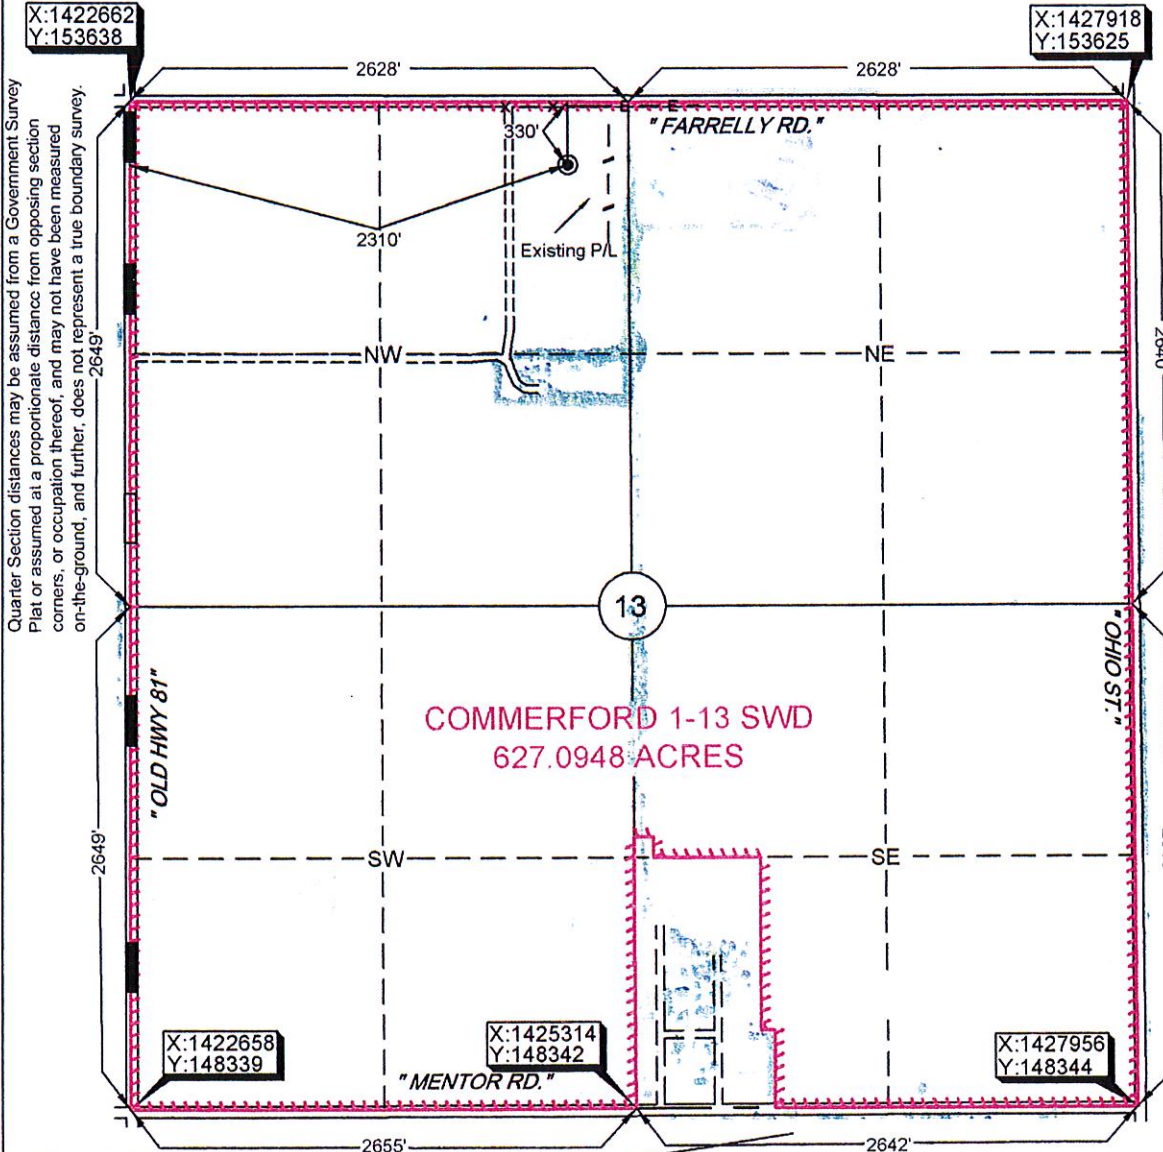 X:1422662
Y:153638
X:1427918
Y:153625
2628'
2628'
"FARRELLY RD."
330'
2310'
Existing P/L
Quarter Section distances may be assumed from a Government Survey
Plat or assumed at a proportionate distance from opposing section
corners, or occupation thereof, and may not have been measured
on-the-ground, and further, does not represent a true boundary survey.
2649'
NW
NE
13
"OLD HWY 81"
"OHIO ST."
COMMERFORD 1-13 SWD
627.0948 ACRES
2649'
SW
SE
X:1422658
Y:148339
X:1425314
Y:148342
X:1427956
Y:148344
"MENTOR RD."
2655'
2642'